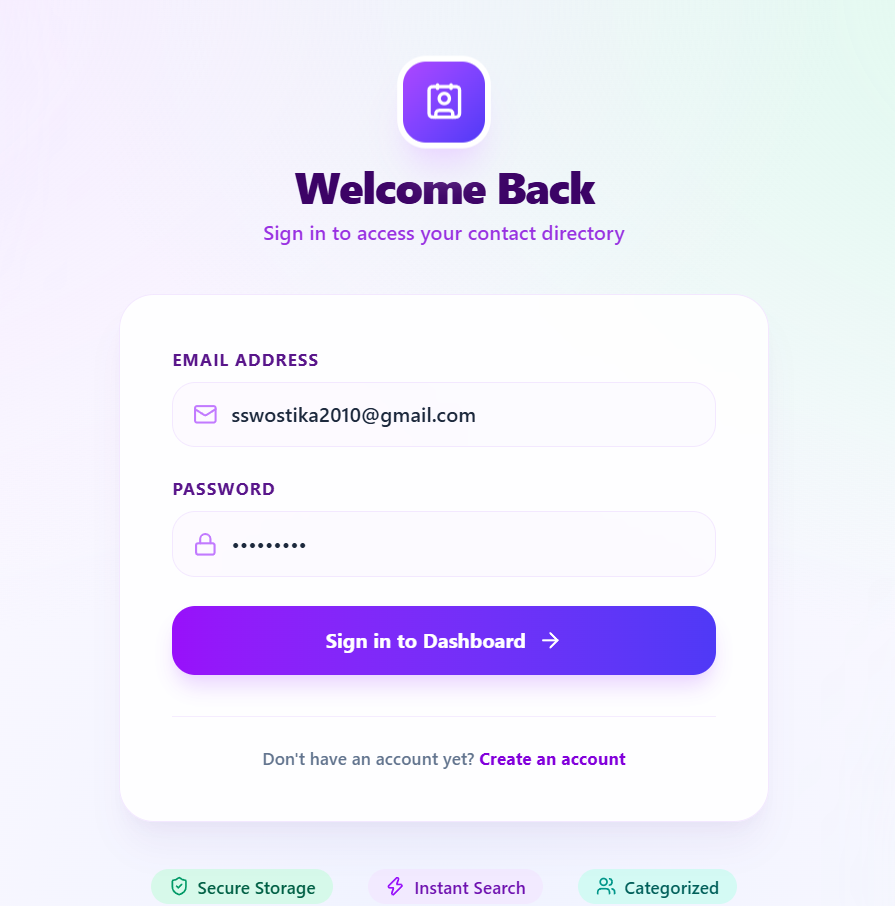 Welcome Back
Sign in to access your contact directory
EMAIL ADDRESS
sswostika2010@gmail.com
PASSWORD
•••••••••
Sign in to Dashboard →
Don't have an account yet? Create an account
Secure Storage
Instant Search
Categorized